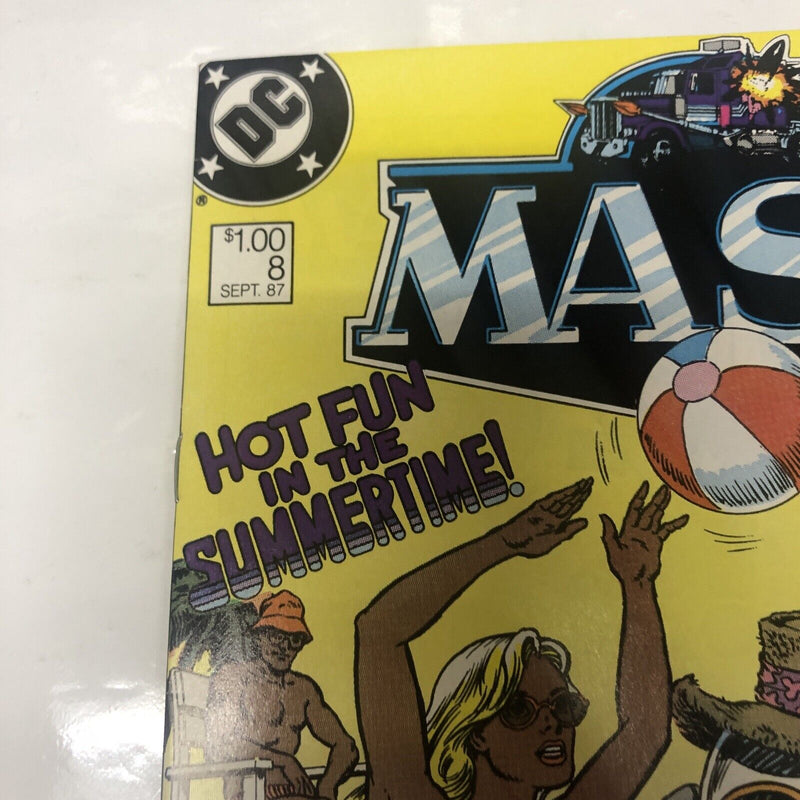 DC
®
$1.00
8
SEPT. 87
MAS
HOT FUN
IN THE
SUMMERTIME!